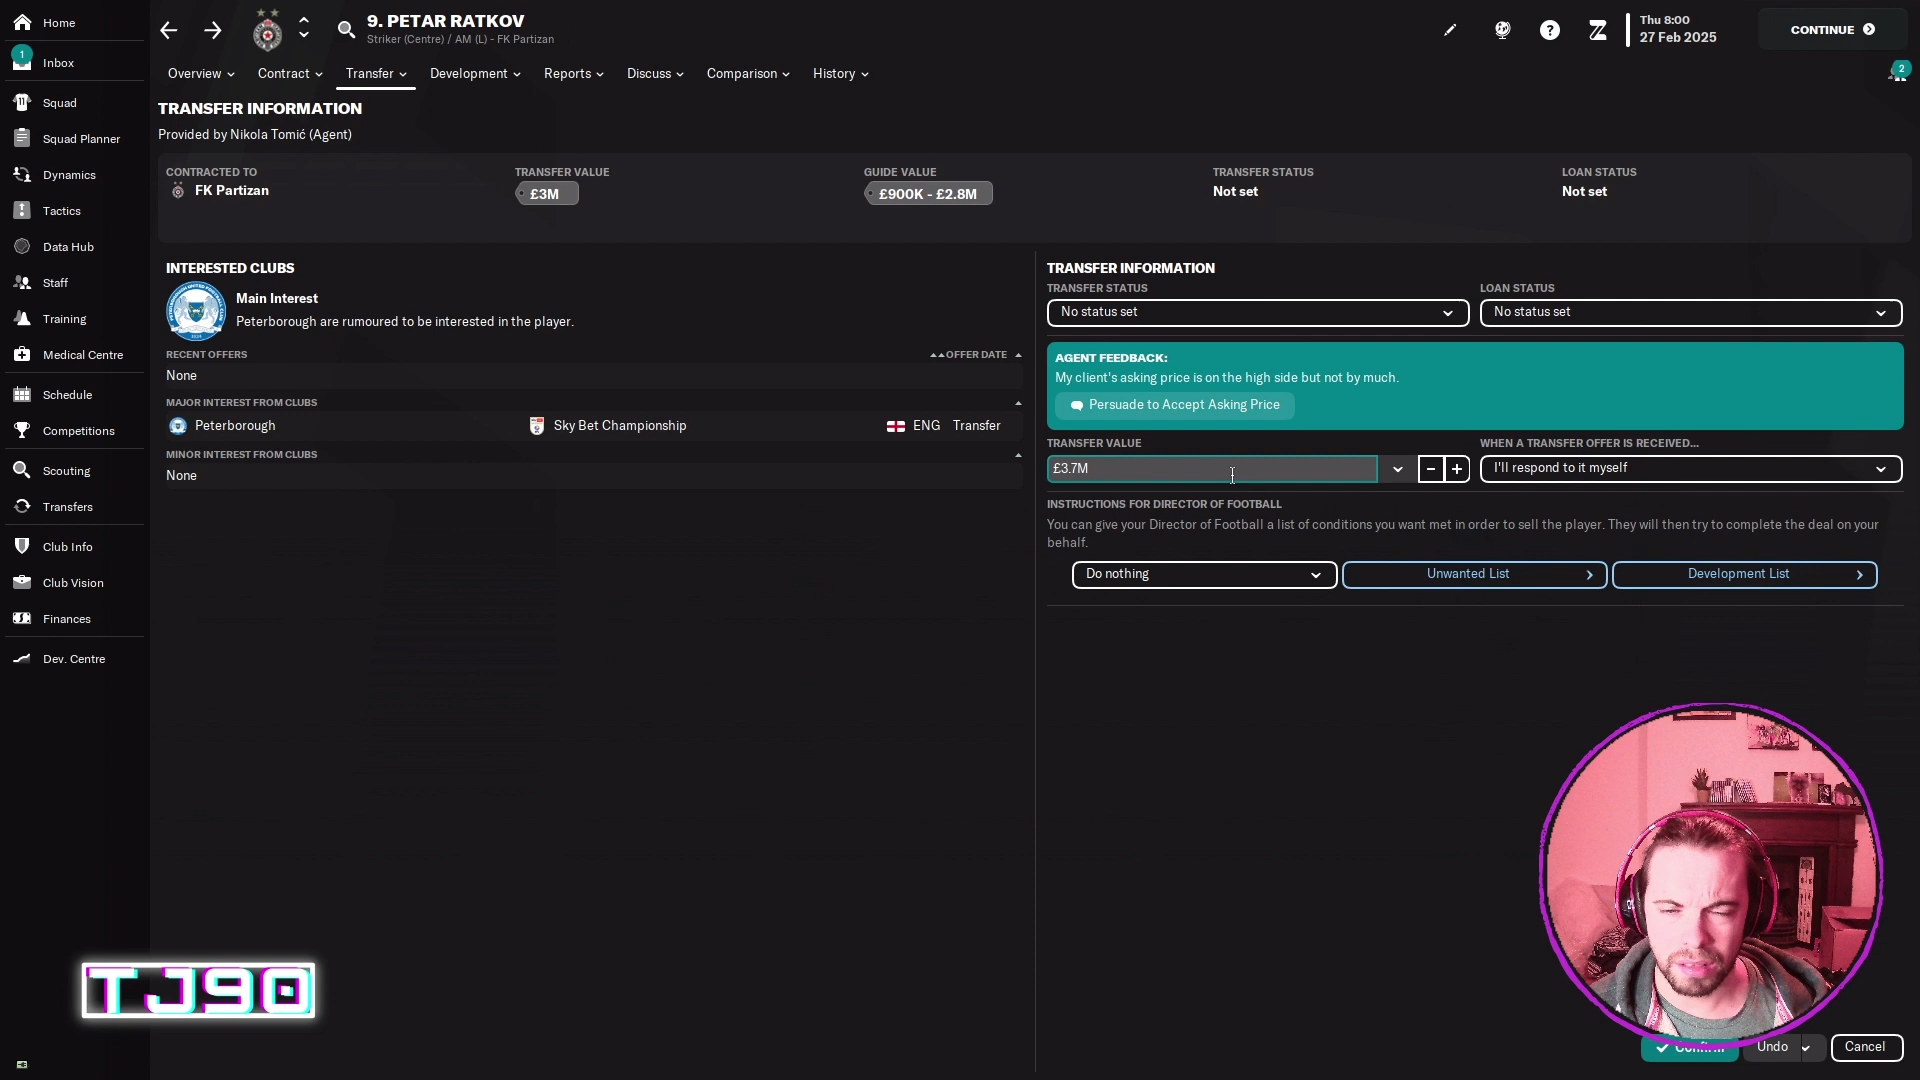 Home
1
Inbox
Squad
Squad Planner
Dynamics
Tactics
Data Hub
Staff
Training
Medical Centre
Schedule
Competitions
Scouting
Transfers
Club Info
Club Vision
Finances
Dev. Centre
9. PETAR RATKOV
Striker (Centre) / AM (L) - FK Partizan
Thu 8:00
27 Feb 2025
CONTINUE
Overview
Contract
Transfer
Development
Reports
Discuss
Comparison
History
2
TRANSFER INFORMATION
Provided by Nikola Tomić (Agent)
CONTRACTED TO
FK Partizan
TRANSFER VALUE
£3M
GUIDE VALUE
£900K - £2.8M
TRANSFER STATUS
Not set
LOAN STATUS
Not set
INTERESTED CLUBS
Main Interest
Peterborough are rumoured to be interested in the player.
RECENT OFFERS
OFFER DATE
None
MAJOR INTEREST FROM CLUBS
Peterborough
Sky Bet Championship
ENG
Transfer
MINOR INTEREST FROM CLUBS
None
TRANSFER INFORMATION
TRANSFER STATUS
No status set
LOAN STATUS
No status set
AGENT FEEDBACK:
My client's asking price is on the high side but not by much.
Persuade to Accept Asking Price
TRANSFER VALUE
£3.7M
WHEN A TRANSFER OFFER IS RECEIVED...
I'll respond to it myself
INSTRUCTIONS FOR DIRECTOR OF FOOTBALL
You can give your Director of Football a list of conditions you want met in order to sell the player. They will then try to complete the deal on your
behalf.
Do nothing
Unwanted List
Development List
TJ90
Confirm
Undo
Cancel